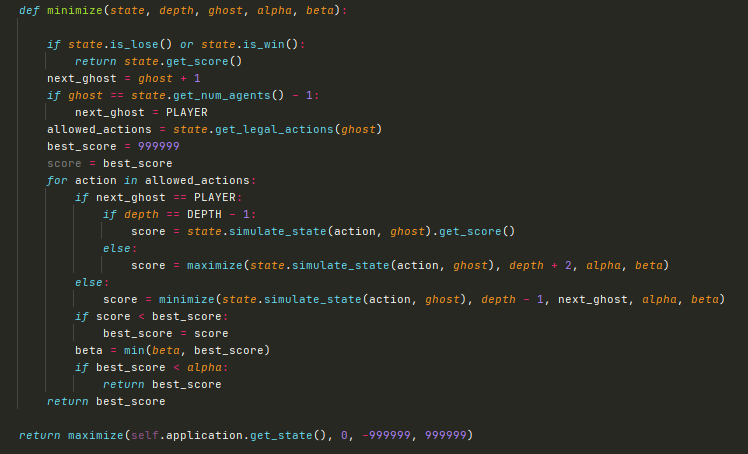 def minimize(state, depth, ghost, alpha, beta):
if state.is_lose() or state.is_win():
return state.get_score()
next_ghost = ghost + 1
if ghost == state.get_num_agents() - 1:
next_ghost = PLAYER
allowed_actions = state.get_legal_actions(ghost)
best_score = 999999
score = best_score
for action in allowed_actions:
if next_ghost == PLAYER:
if depth == DEPTH - 1:
score = state.simulate_state(action, ghost).get_score()
else:
score = maximize(state.simulate_state(action, ghost), depth + 2, alpha, beta)
else:
score = minimize(state.simulate_state(action, ghost), depth - 1, next_ghost, alpha, beta)
if score < best_score:
best_score = score
beta = min(beta, best_score)
if best_score < alpha:
return best_score
return best_score
return maximize(self.application.get_state(), 0, -999999, 999999)